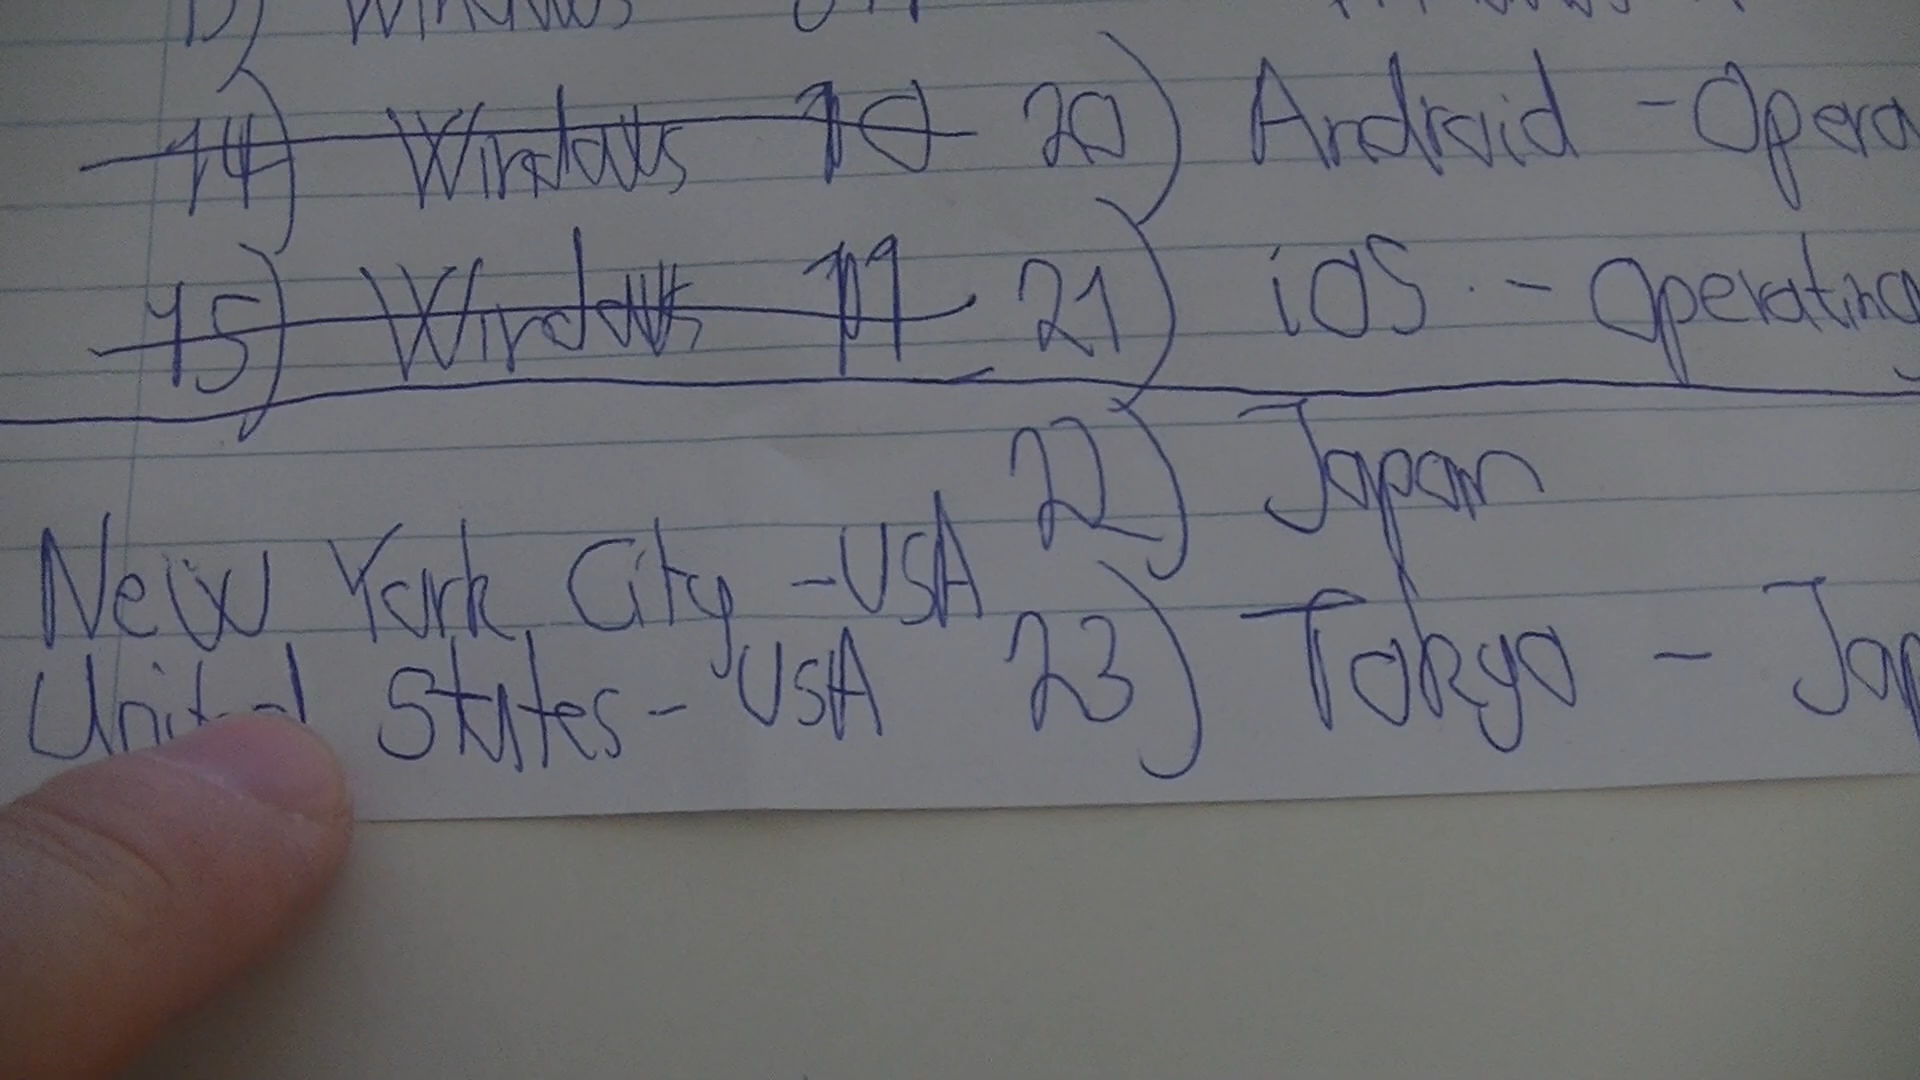 14) Windows 10
15) Windows 11
New York City -USA
United States - USA
20) Android - Opera
21) iOS - Operating
22) Japan
23) Tokyo - Jap